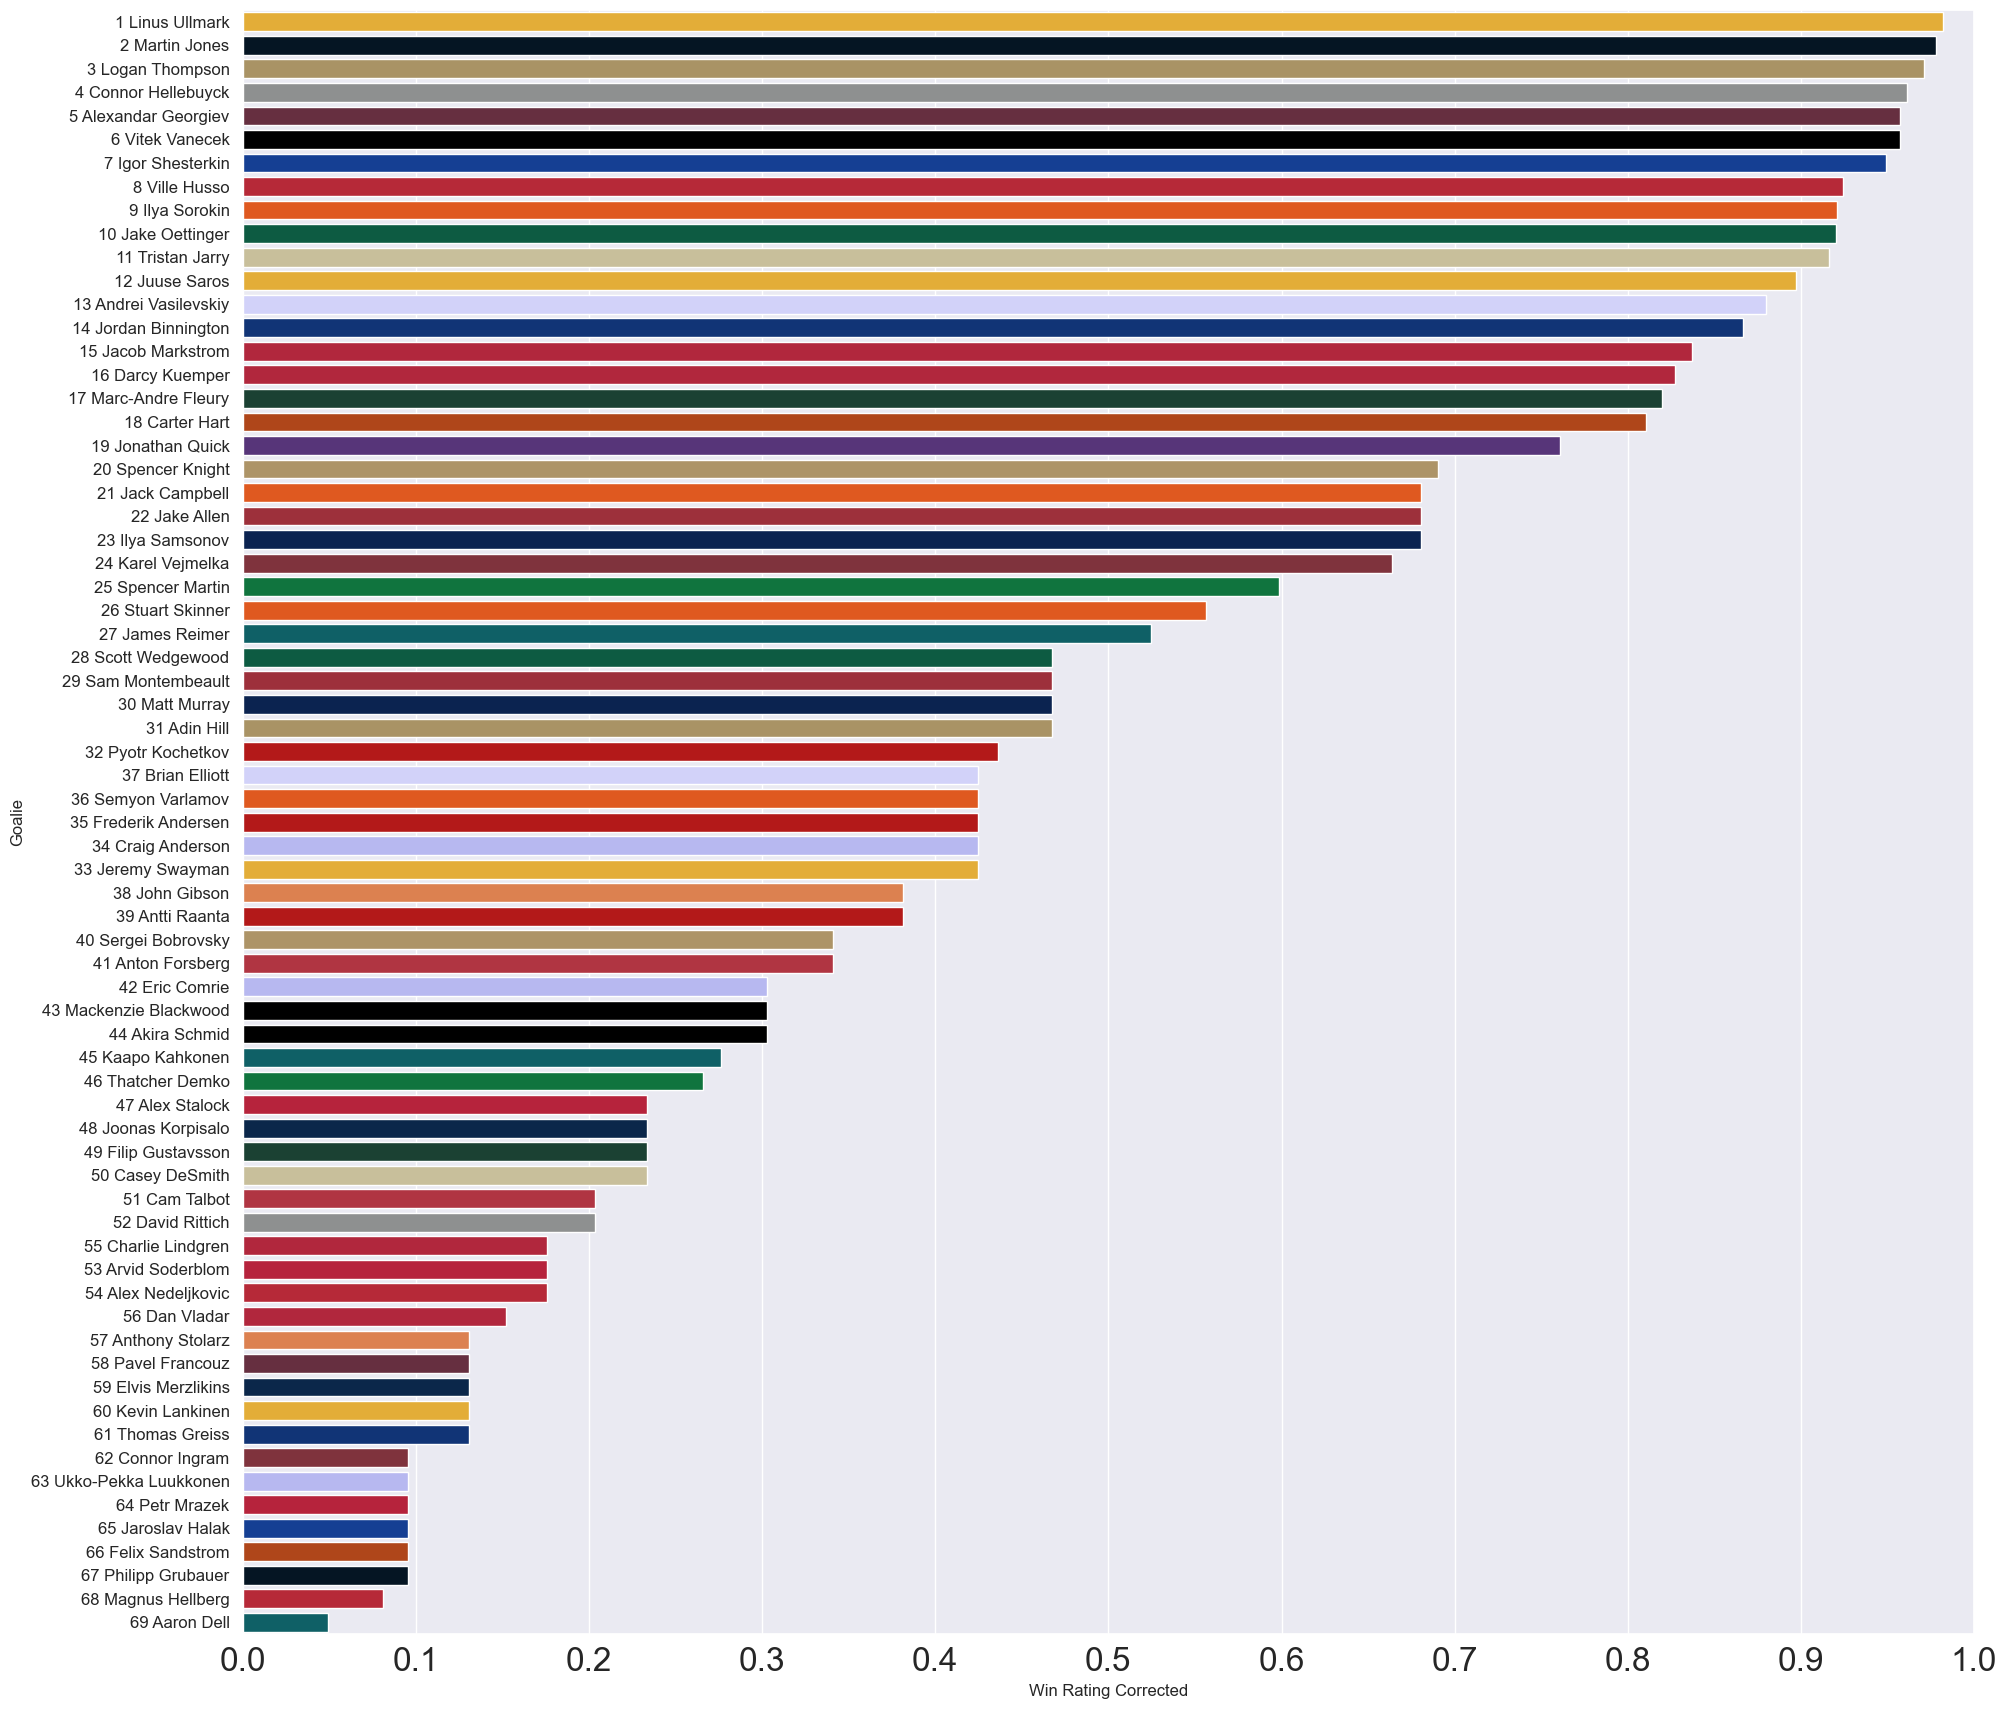 1 Linus Ullmark
2 Martin Jones
3 Logan Thompson
4 Connor Hellebuyck
5 Alexandar Georgiev
6 Vitek Vanecek
7 Igor Shesterkin
8 Ville Husso
9 Ilya Sorokin
10 Jake Oettinger
11 Tristan Jarry
12 Juuse Saros
13 Andrei Vasilevskiy
14 Jordan Binnington
15 Jacob Markstrom
16 Darcy Kuemper
17 Marc-Andre Fleury
18 Carter Hart
19 Jonathan Quick
20 Spencer Knight
21 Jack Campbell
22 Jake Allen
23 Ilya Samsonov
24 Karel Vejmelka
25 Spencer Martin
26 Stuart Skinner
27 James Reimer
28 Scott Wedgewood
29 Sam Montembeault
30 Matt Murray
31 Adin Hill
32 Pyotr Kochetkov
37 Brian Elliott
36 Semyon Varlamov
35 Frederik Andersen
34 Craig Anderson
33 Jeremy Swayman
38 John Gibson
39 Antti Raanta
40 Sergei Bobrovsky
41 Anton Forsberg
42 Eric Comrie
43 Mackenzie Blackwood
44 Akira Schmid
45 Kaapo Kahkonen
46 Thatcher Demko
47 Alex Stalock
48 Joonas Korpisalo
49 Filip Gustavsson
50 Casey DeSmith
51 Cam Talbot
52 David Rittich
55 Charlie Lindgren
53 Arvid Soderblom
54 Alex Nedeljkovic
56 Dan Vladar
57 Anthony Stolarz
58 Pavel Francouz
59 Elvis Merzlikins
60 Kevin Lankinen
61 Thomas Greiss
62 Connor Ingram
63 Ukko-Pekka Luukkonen
64 Petr Mrazek
65 Jaroslav Halak
66 Felix Sandstrom
67 Philipp Grubauer
68 Magnus Hellberg
69 Aaron Dell
Goalie
0.0 0.1 0.2 0.3 0.4 0.5 0.6 0.7 0.8 0.9 1.0
Win Rating Corrected